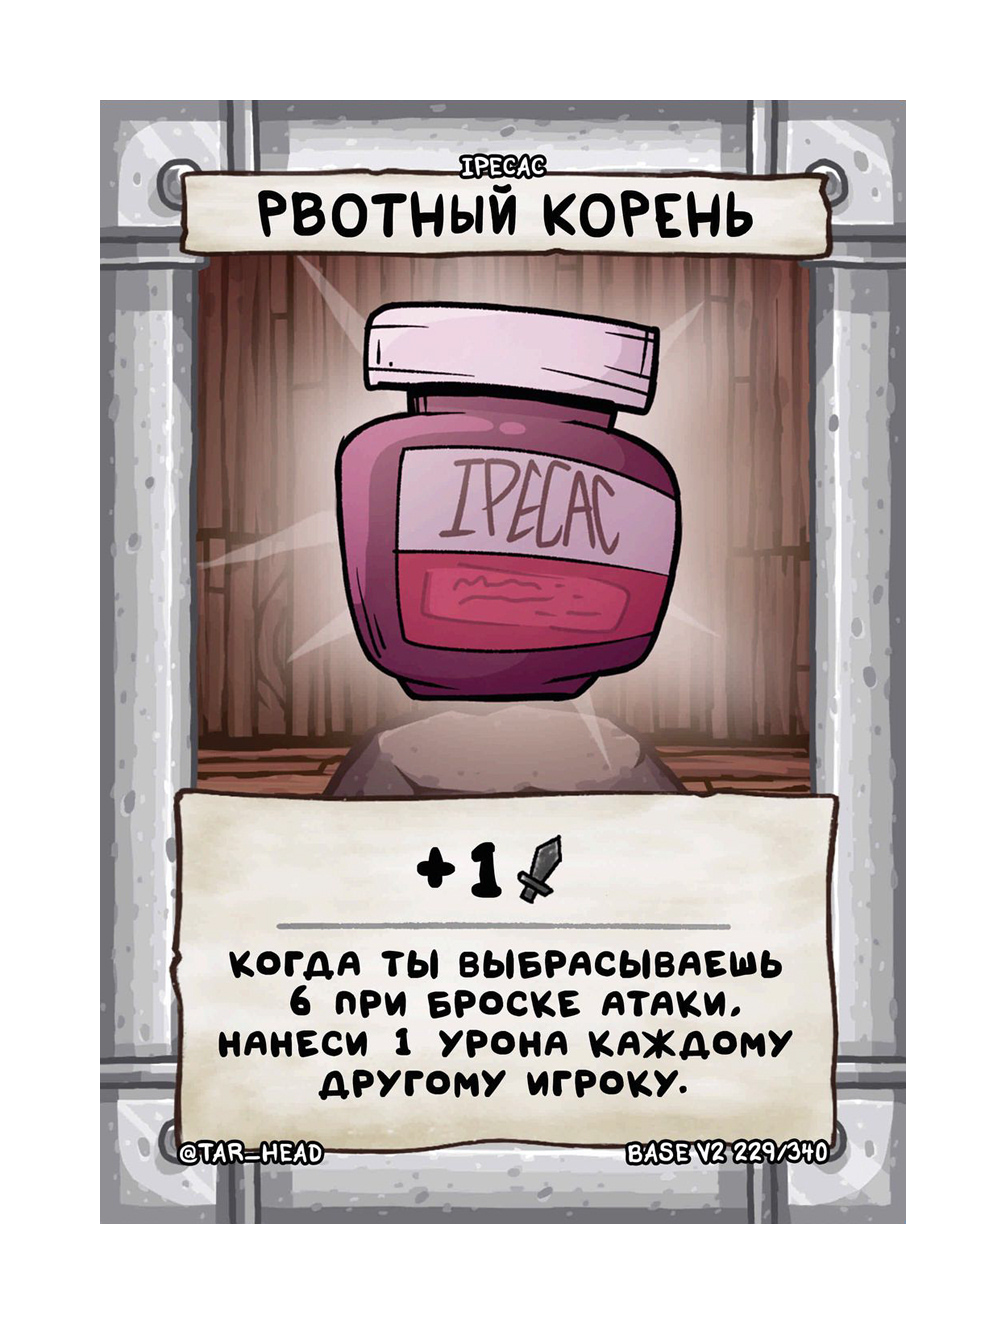 IPECAC
РВОТНЫЙ КОРЕНЬ
IPECAC
+1
КОГДА ТЫ ВЫБРАСЫВАЕШЬ
6 ПРИ БРОСКЕ АТАКИ,
НАНЕСИ 1 УРОНА КАЖДОМУ
ДРУГОМУ ИГРОКУ.
@TAR_HEAD
BASE V2 229/340